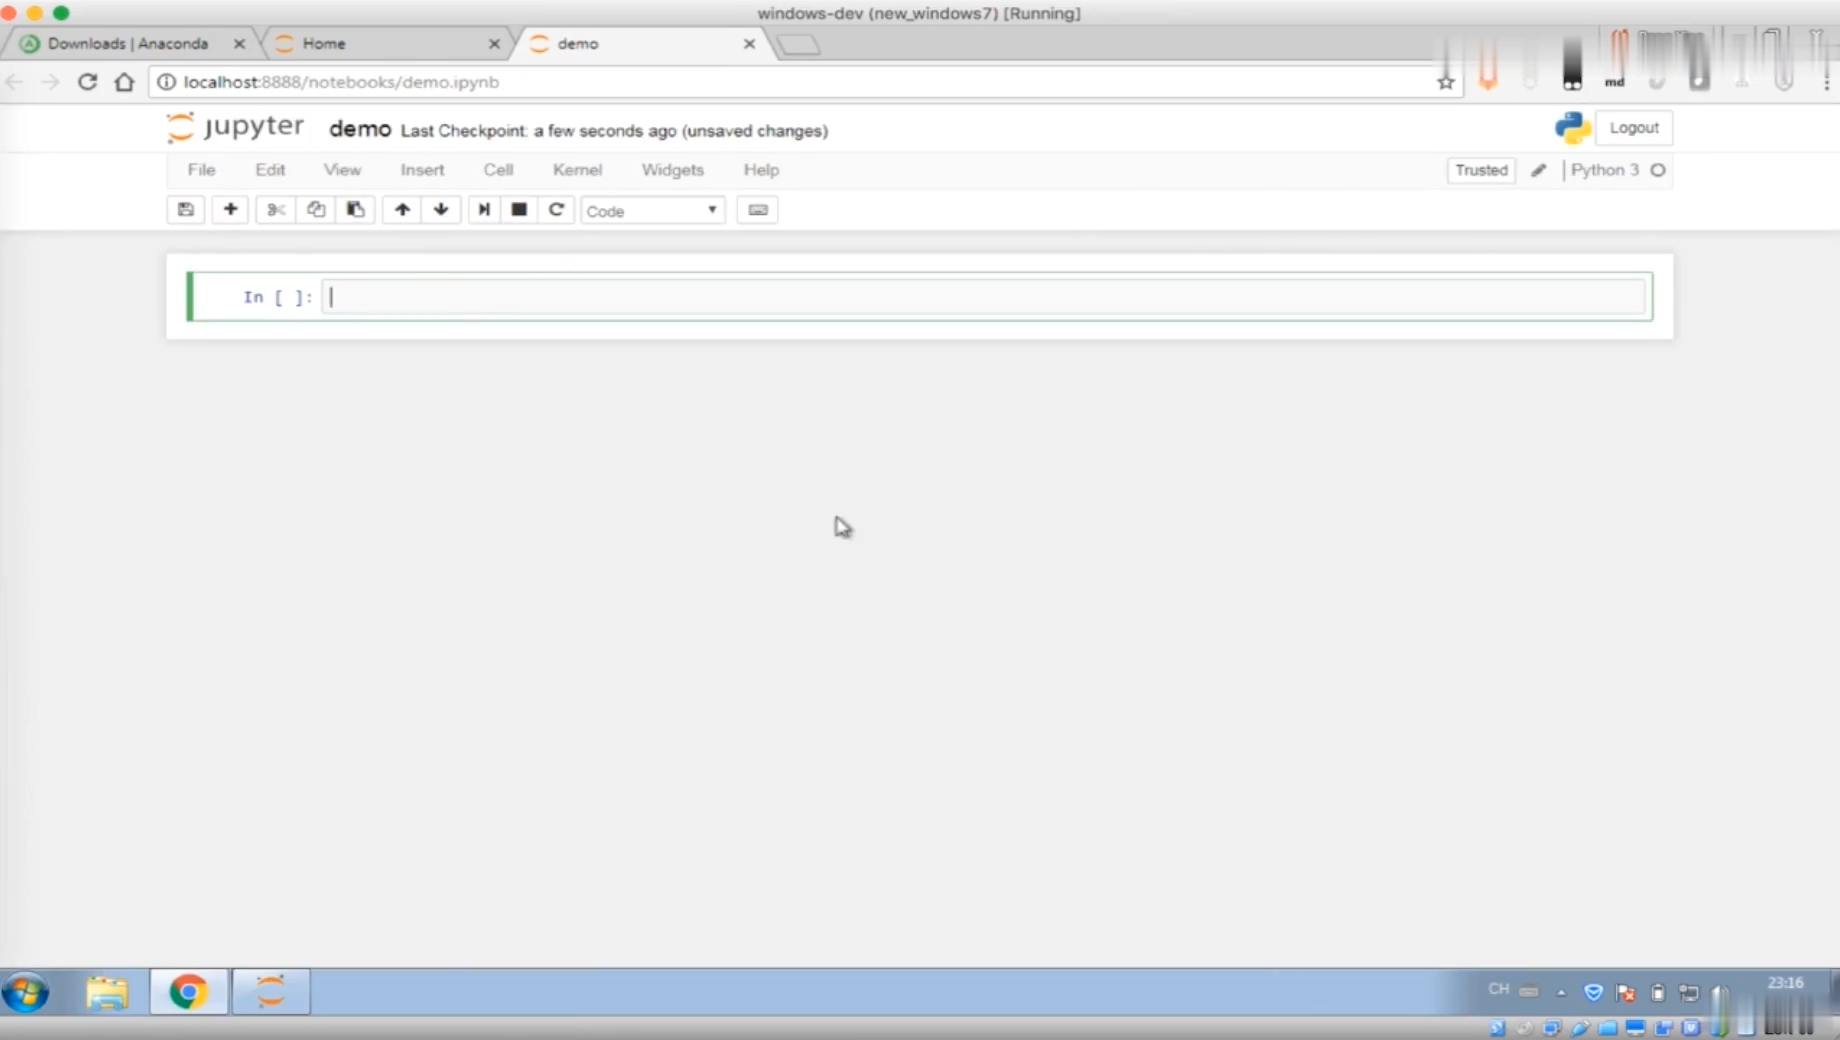 windows-dev (new_windows7) [Running]
Downloads | Anaconda
Home
demo
localhost:8888/notebooks/demo.ipynb
md
jupyter demo Last Checkpoint: a few seconds ago (unsaved changes)
Logout
File Edit View Insert Cell Kernel Widgets Help
Trusted
Python 3
Code
In [ ]:
CH
23:16